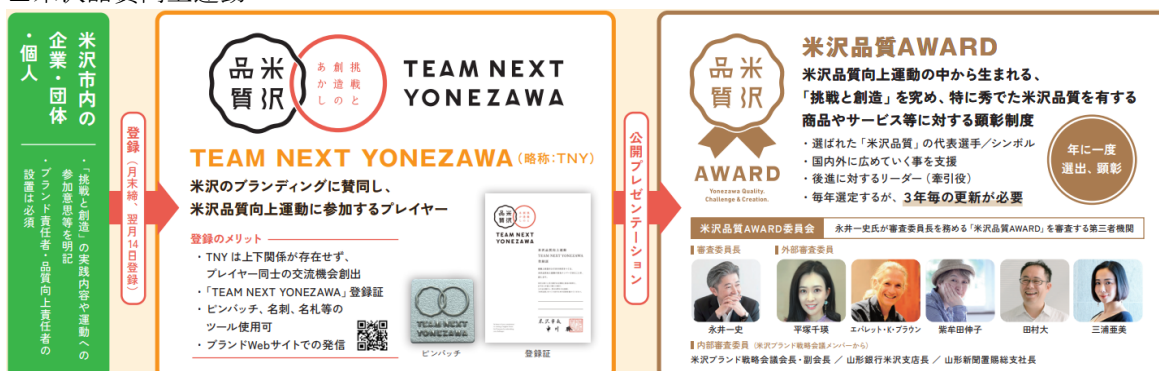 米沢市内の
企業・団体
・個人
・「挑戦と創造」の実践内容や運動への
参加意思等を明記
・ブランド責任者・品質向上責任者の
設置は必須
登録（月末締、翌月14日登録）
米沢
品質
挑戦と
創造の
あかし
TEAM NEXT
YONEZAWA
TEAM NEXT YONEZAWA（略称:TNY）
米沢のブランディングに賛同し、
米沢品質向上運動に参加するプレイヤー
登録のメリット
・TNY は上下関係が存在せず、
プレイヤー同士の交流機会創出
・「TEAM NEXT YONEZAWA」登録証
・ピンバッチ、名刺、名札等の
ツール使用可
・ブランドWebサイトでの発信
TEAM NEXT
YONEZAWA
ピンバッチ
米沢
品質
TEAM NEXT
YONEZAWA
登録証
公開プレゼンテーション
米沢
品質
AWARD
Yonezawa Quality.
Challenge & Creation.
米沢品質AWARD
米沢品質向上運動の中から生まれる、
「挑戦と創造」を究め、特に秀でた米沢品質を有する
商品やサービス等に対する顕彰制度
・選ばれた「米沢品質」の代表選手／シンボル
・国内外に広めていく事を支援
・後進に対するリーダー（牽引役）
・毎年選定するが、3年毎の更新が必要
年に一度
選出、顕彰
米沢品質AWARD委員会
永井一史氏が審査委員長を務める「米沢品質AWARD」を審査する第三者機関
審査委員長
外部審査委員
永井一史
平塚千瑛
エバレット・K・ブラウン
紫牟田伸子
田村大
三浦亜美
内部審査委員（米沢ブランド戦略会議メンバーから）
米沢ブランド戦略会議会長・副会長 ／ 山形銀行米沢支店長 ／ 山形新聞置賜総支社長